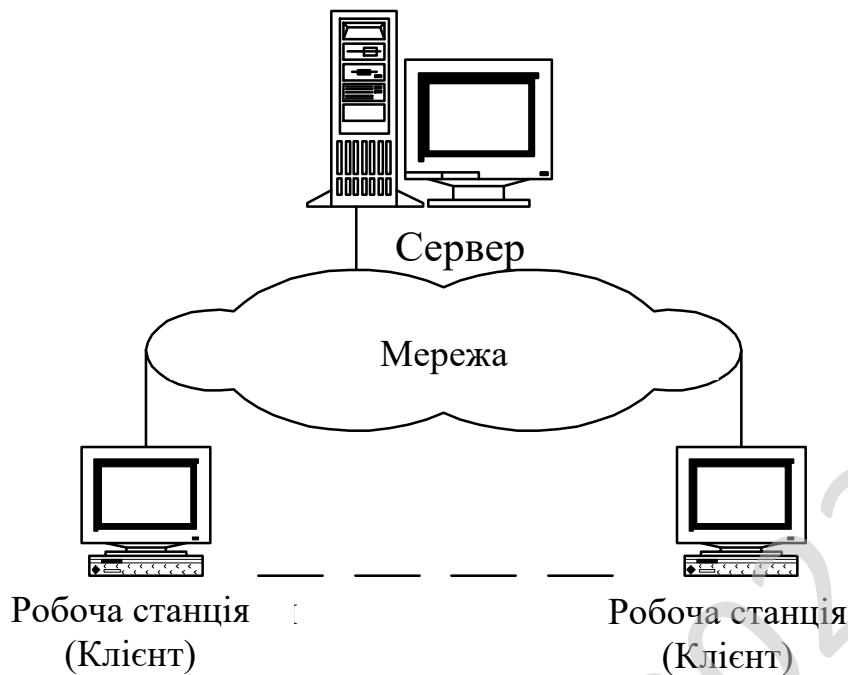 Сервер
Мережа
Робоча станція
(Клієнт)
Робоча станція
(Клієнт)